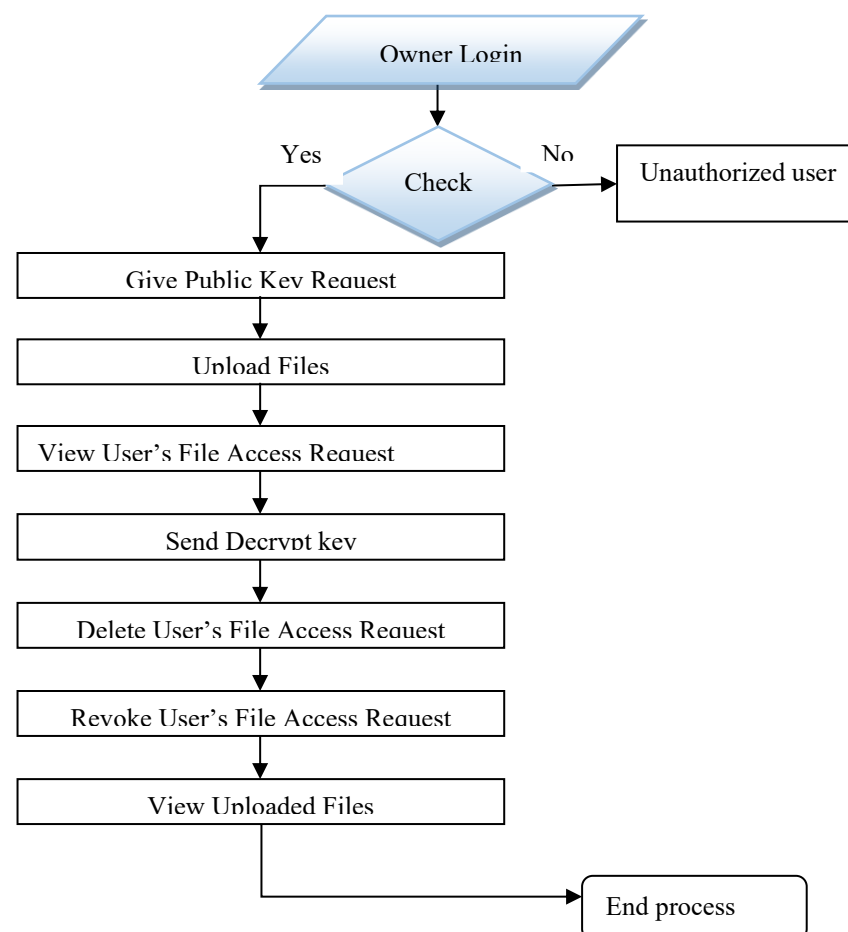 Owner Login
Yes
No
Check
Unauthorized user
Give Public Key Request
Upload Files
View User’s File Access Request
Send Decrypt key
Delete User’s File Access Request
Revoke User’s File Access Request
View Uploaded Files
End process